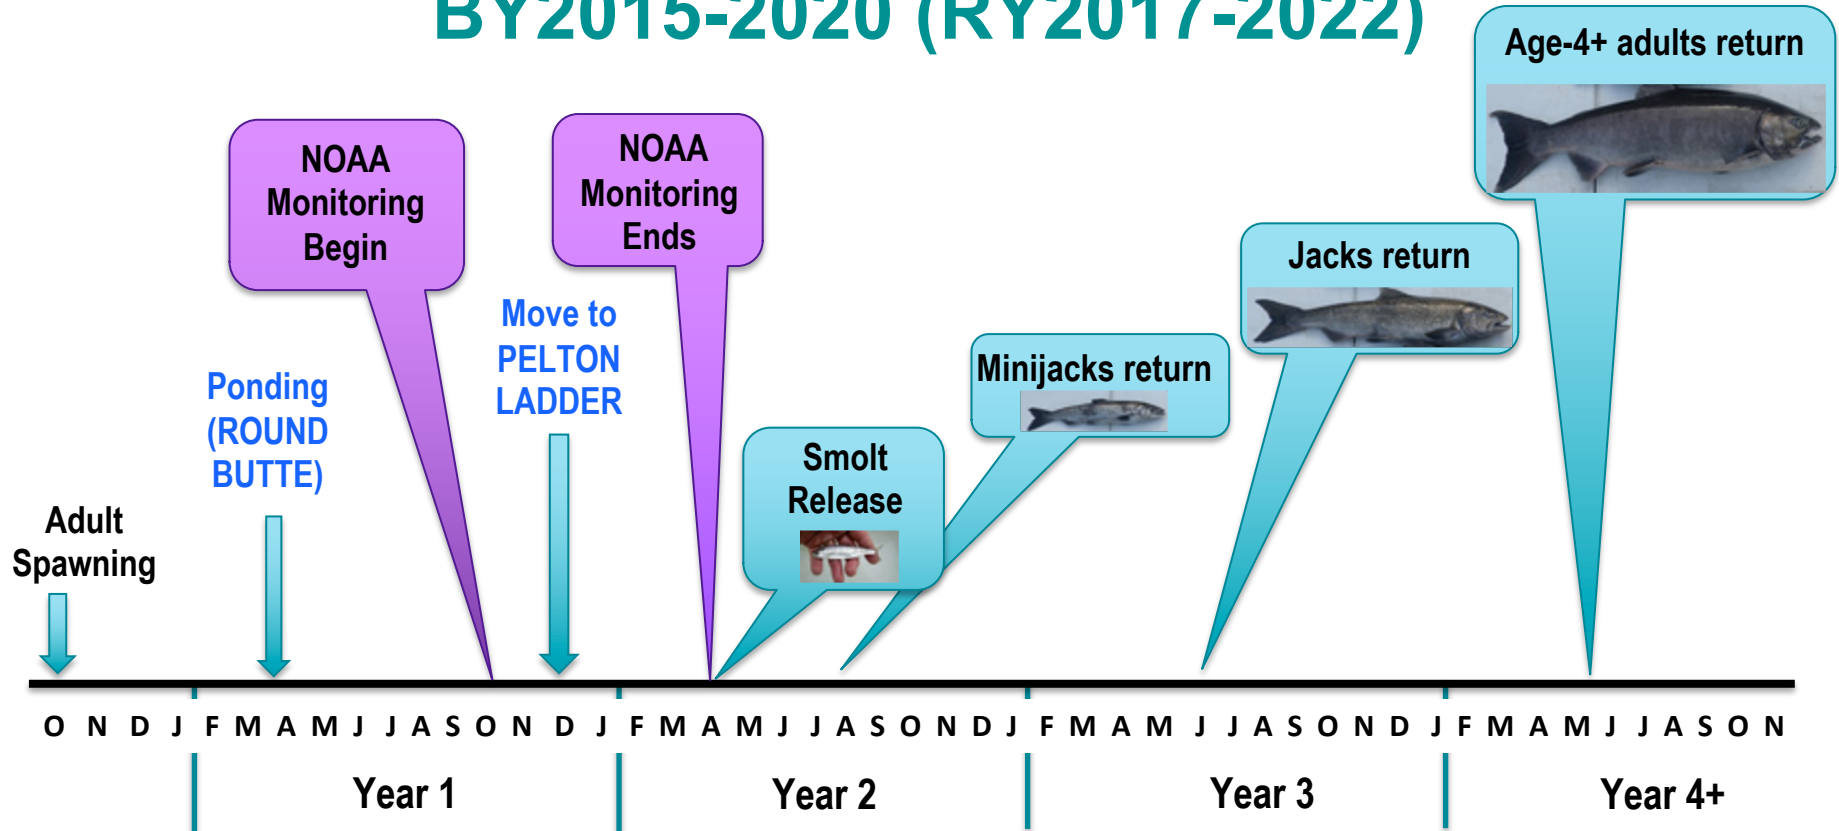 BY2015-2020 (RY2017-2022)
Age-4+ adults return
NOAA
Monitoring
Begin
NOAA
Monitoring
Ends
Jacks return
Move to
PELTON
LADDER
Minijacks return
Ponding
(ROUND
BUTTE)
Smolt
Release
Adult
Spawning
O N D J F M A M J J A S O N D J F M A M J J A S O N D J F M A M J J A S O N D J F M A M J J A S O N
Year 1 Year 2 Year 3 Year 4+